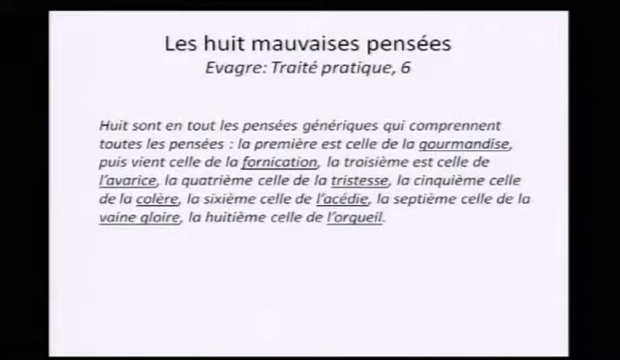 Les huit mauvaises pensées
Evagre: Traité pratique, 6
Huit sont en tout les pensées génériques qui comprennent
toutes les pensées : la première est celle de la gourmandise,
puis vient celle de la fornication, la troisième est celle de
l'avarice, la quatrième celle de la tristesse, la cinquième celle
de la colère, la sixième celle de l'acédie, la septième celle de la
vaine gloire, la huitième celle de l'orgueil.